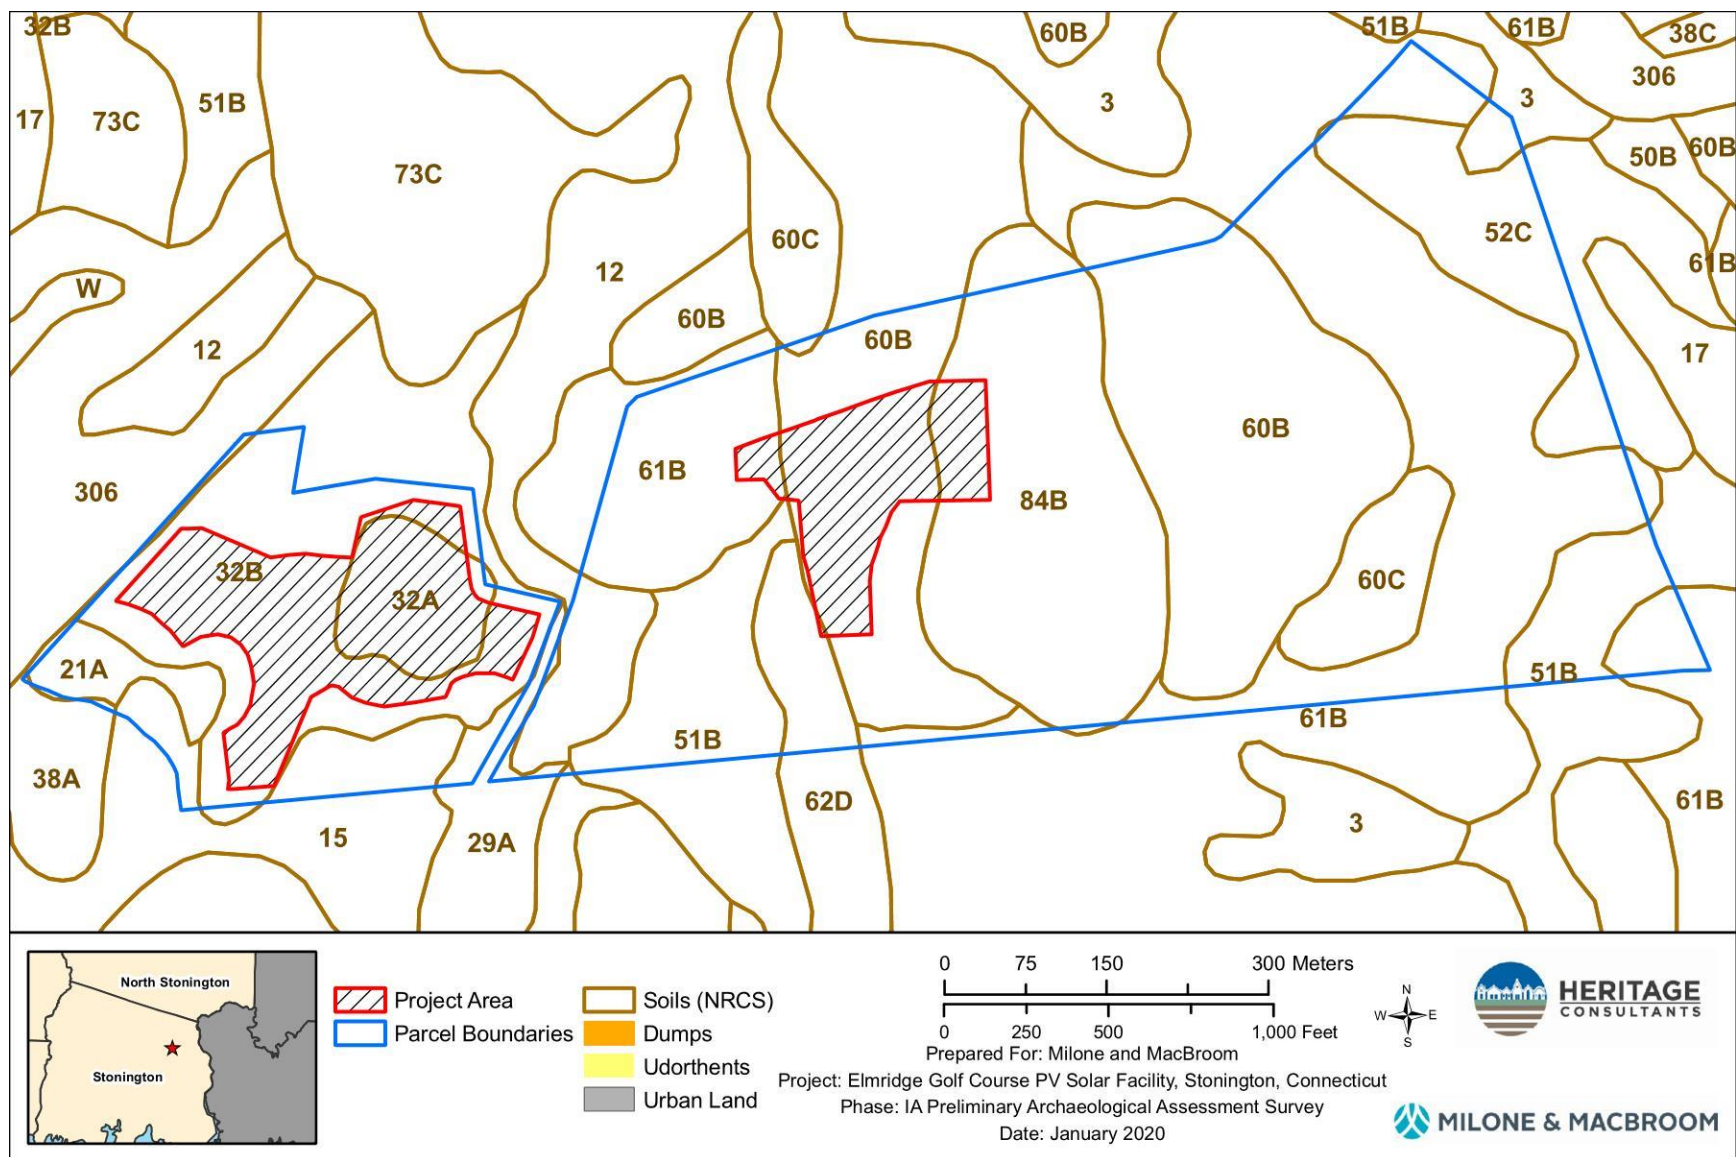 32B
60B
51B
61B
38C
306
17
73C
51B
3
3
50B
60B
73C
60C
52C
12
61B
W
60B
60B
12
17
60B
306
61B
84B
32B
32A
60C
21A
51B
61B
51B
38A
62D
61B
15
29A
3
North Stonington
Stonington
Project Area
Parcel Boundaries
Soils (NRCS)
Dumps
Udorthents
Urban Land
0 75 150 300 Meters
0 250 500 1,000 Feet
N
W E
S
Prepared For: Milone and MacBroom
Project: Elmridge Golf Course PV Solar Facility, Stonington, Connecticut
Phase: IA Preliminary Archaeological Assessment Survey
Date: January 2020
HERITAGE
CONSULTANTS
MILONE & MACBROOM